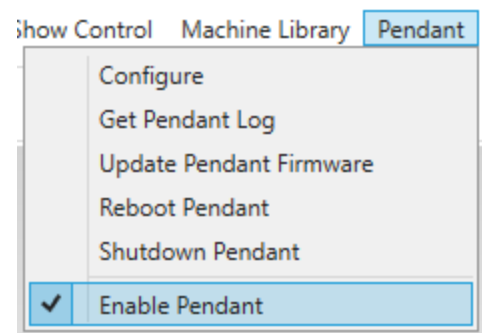 Show Control Machine Library Pendant
Configure
Get Pendant Log
Update Pendant Firmware
Reboot Pendant
Shutdown Pendant
Enable Pendant